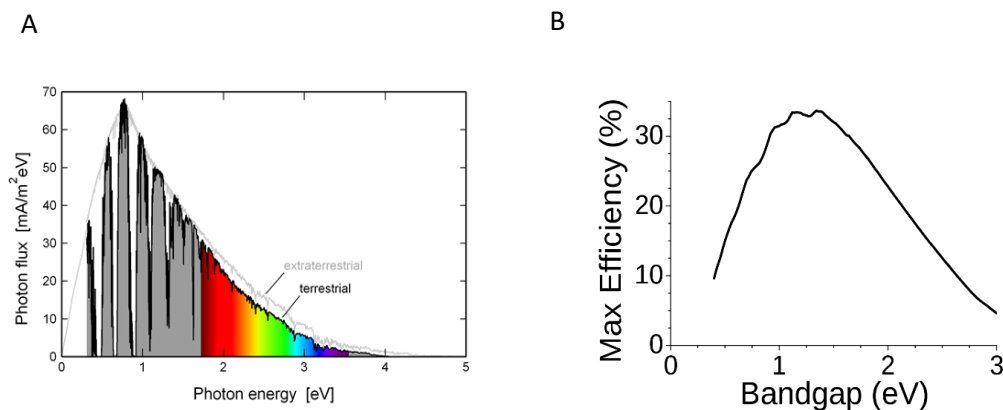 A
B
Photon flux [mA/m²eV]
70
60
50
40
30
20
10
0
extraterrestrial
terrestrial
0 1 2 3 4 5
Photon energy [eV]
Max Efficiency (%)
30
20
10
0
0 1 2 3
Bandgap (eV)